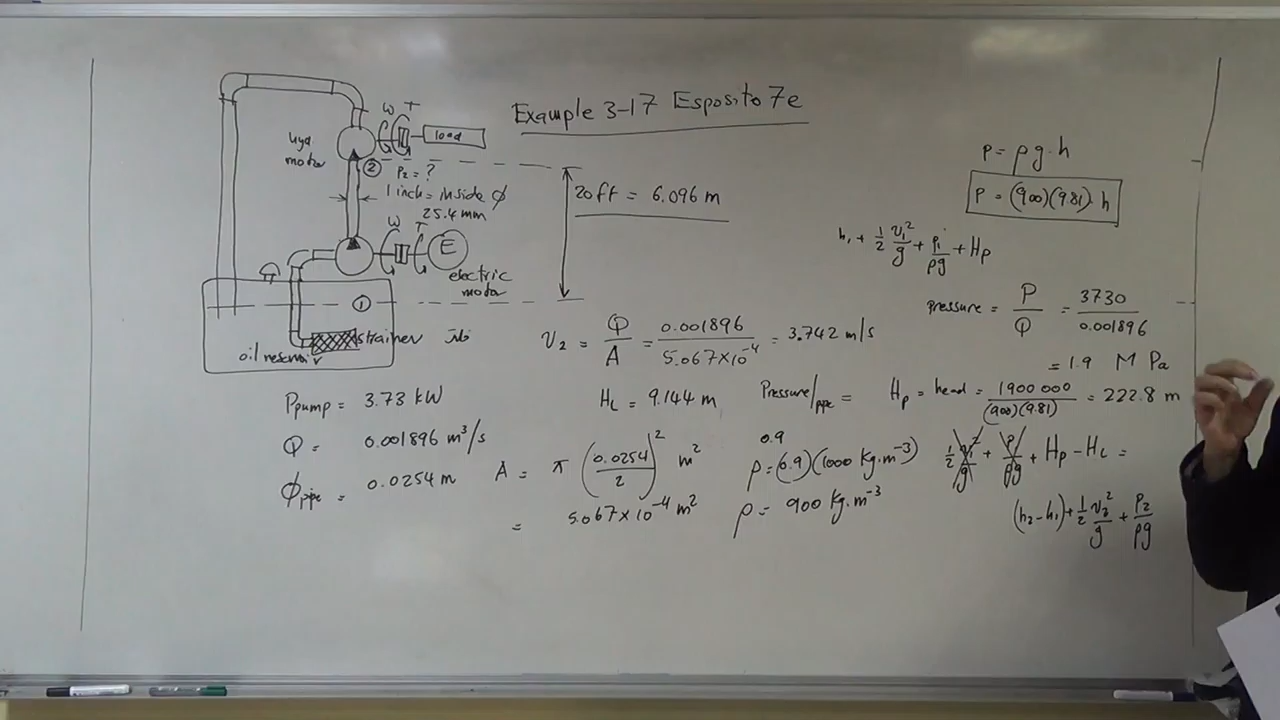 Example 3-17 Esposito 7e
W T
load
hyd
motor
②
P₂ = ?
1 inch = inside ϕ
25.4 mm
20 ft = 6.096 m
W T
E
electric
motor
①
strainer
oil reservoir
P = ρg.h
P = (900)(9.81).h
h₁ + 1/2 v₁²/g + P₁/ρg + Hp
Pressure = P/Q = 3730/0.001896
= 1.9 M Pa
v₂ = Q/A = 0.001896/5.067×10⁻⁴ = 3.742 m/s
H_L = 9.144 m
Pressure/pipe = Hp = head = 1900 000/(900)(9.81) = 222.8 m
Ppump = 3.73 kW
Q = 0.001896 m³/s
ϕpipe = 0.0254 m
A = π (0.0254/2)² m²
= 5.067×10⁻⁴ m²
0.9
ρ = (0.9)(1000 Kg.m⁻³)
ρ = 900 Kg.m⁻³
1/2 v₁²/g + P/ρg + Hp − H_L =
(h₂−h₁) + 1/2 v₂²/g + P₂/ρg